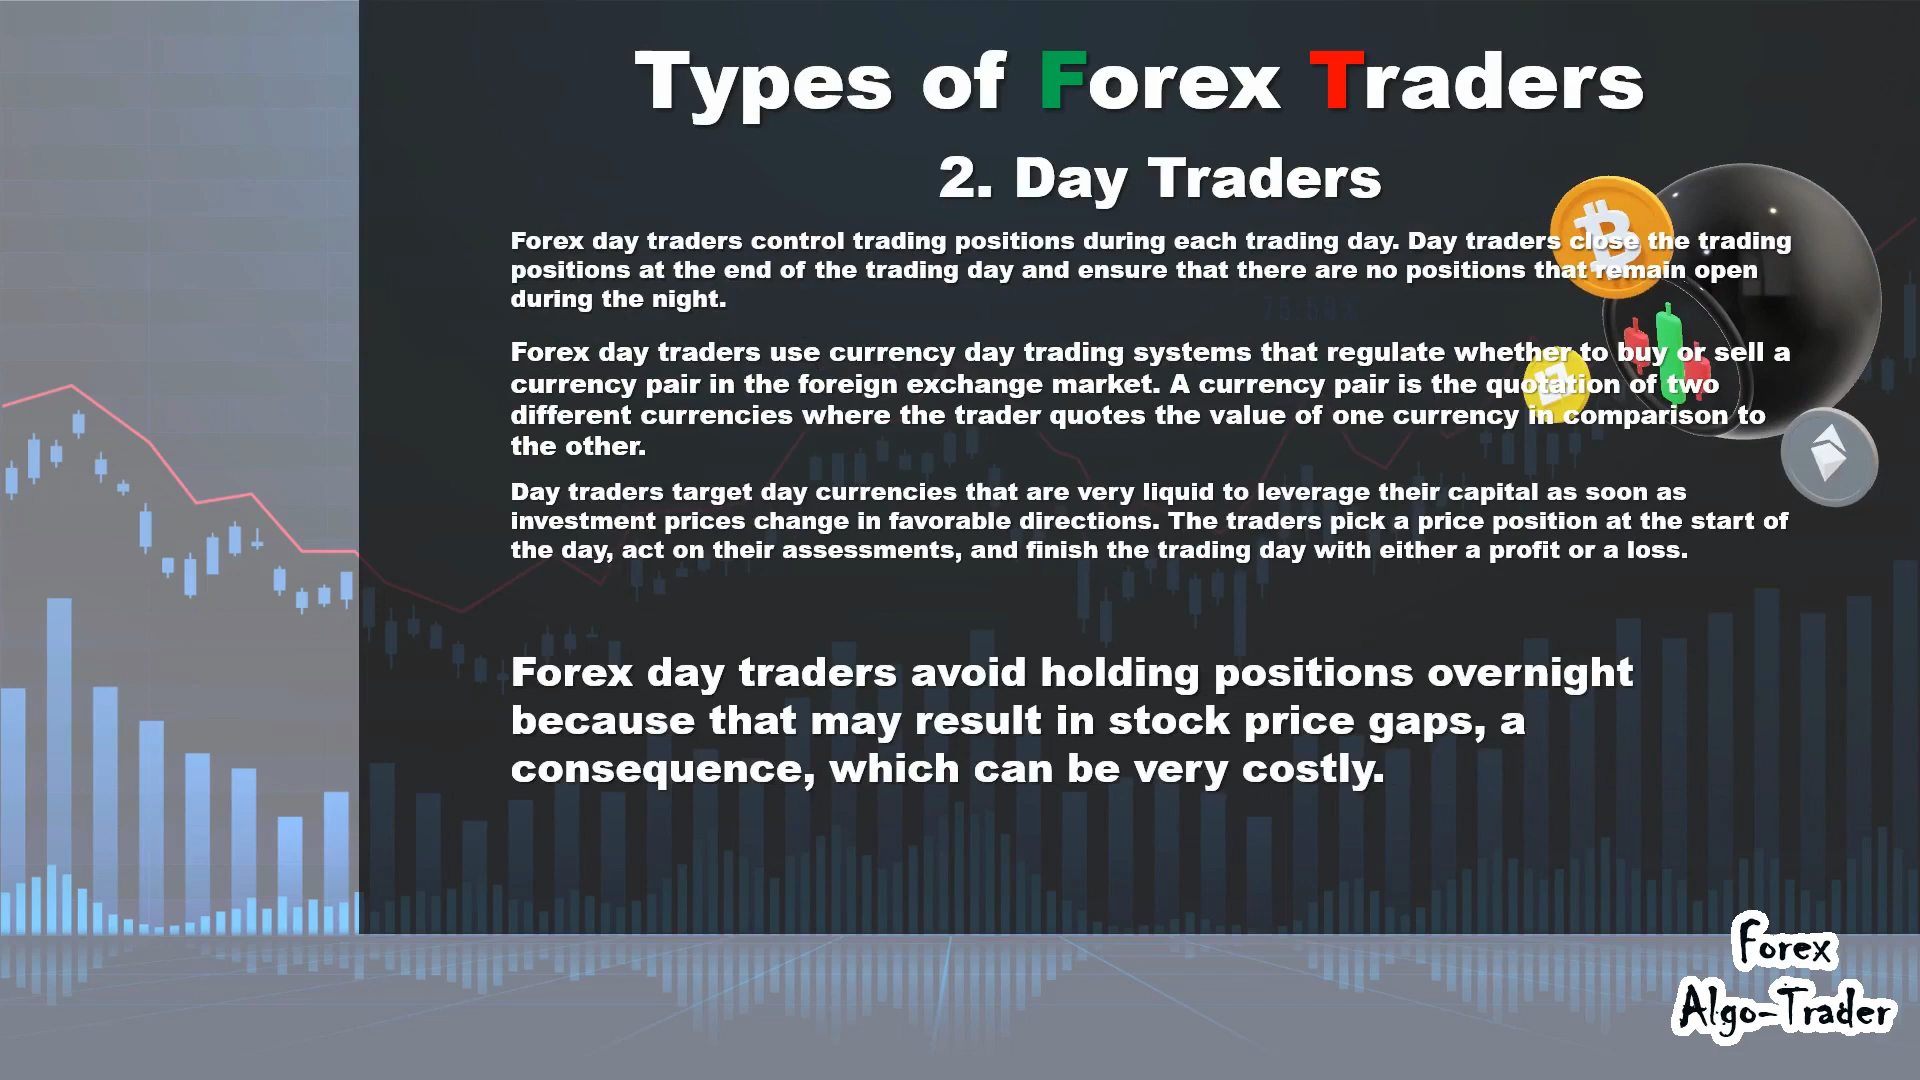 Types of Forex Traders
2. Day Traders
Forex day traders control trading positions during each trading day. Day traders close the trading
positions at the end of the trading day and ensure that there are no positions that remain open
during the night.
Forex day traders use currency day trading systems that regulate whether to buy or sell a
currency pair in the foreign exchange market. A currency pair is the quotation of two
different currencies where the trader quotes the value of one currency in comparison to
the other.
Day traders target day currencies that are very liquid to leverage their capital as soon as
investment prices change in favorable directions. The traders pick a price position at the start of
the day, act on their assessments, and finish the trading day with either a profit or a loss.
Forex day traders avoid holding positions overnight
because that may result in stock price gaps, a
consequence, which can be very costly.
Forex
Algo-Trader